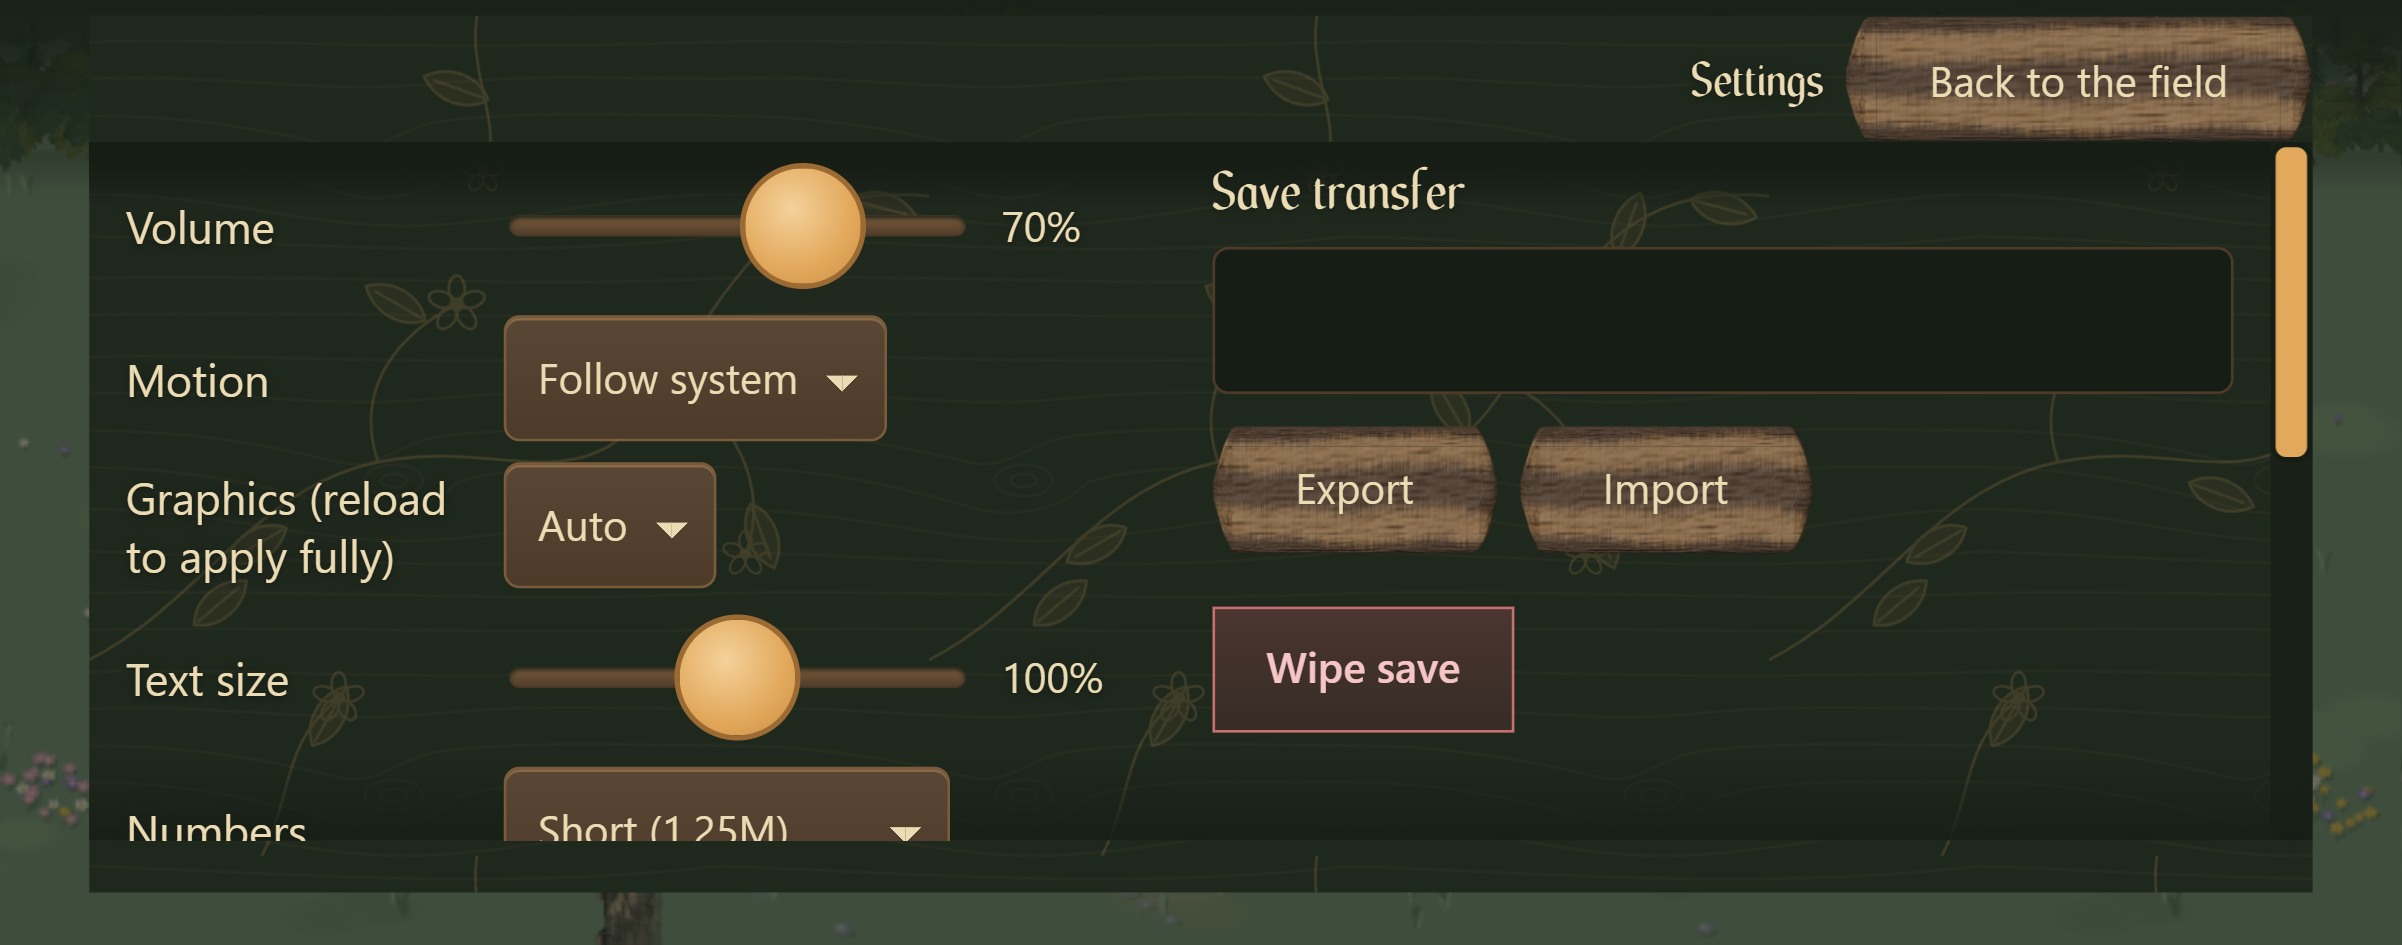 Settings
Back to the field
Volume
70%
Motion
Follow system
Graphics (reload
to apply fully)
Auto
Text size
100%
Numbers
Short (1.25M)
Save transfer
Export
Import
Wipe save